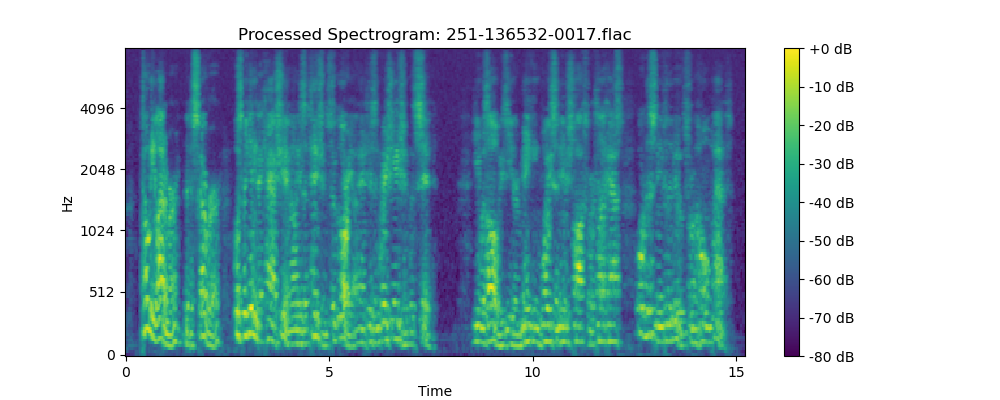 Processed Spectrogram: 251-136532-0017.flac
Hz
4096
2048
1024
512
0
0
5
10
15
Time
+0 dB
-10 dB
-20 dB
-30 dB
-40 dB
-50 dB
-60 dB
-70 dB
-80 dB